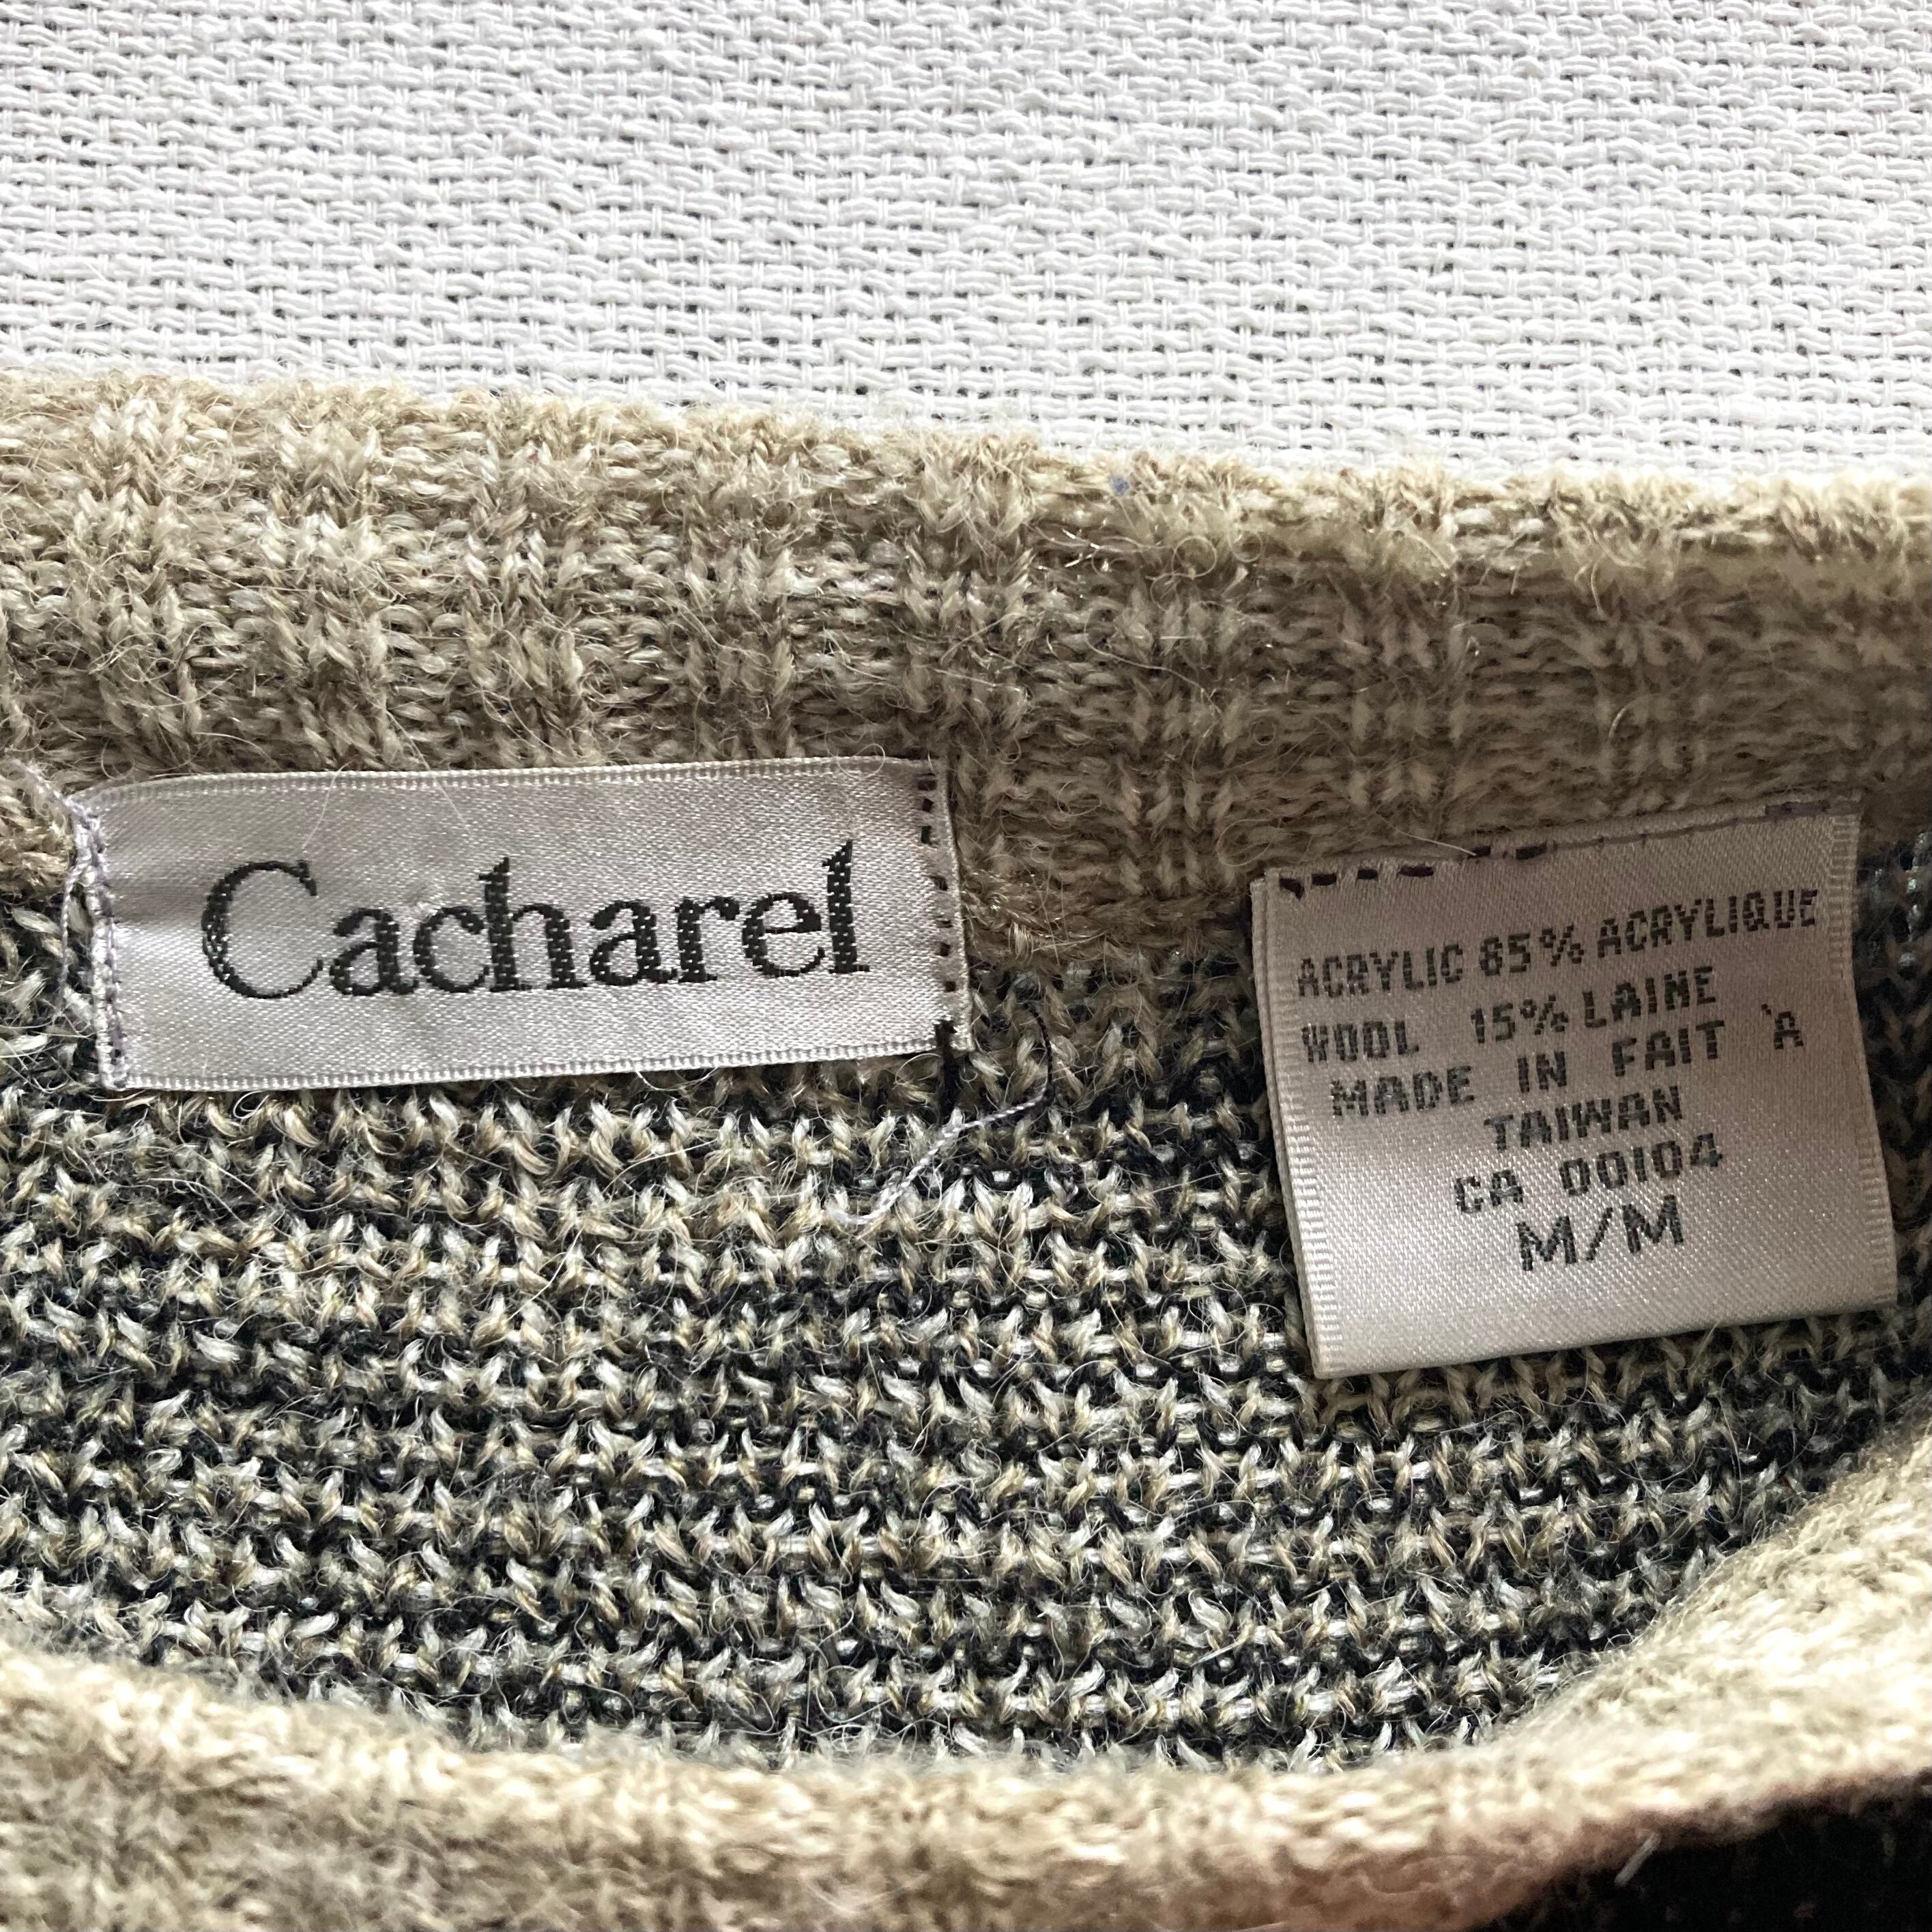 Cacharel
ACRYLIC 85% ACRYLIQUE
WOOL 15% LAINE
MADE IN FAIT `A
TAIWAN
CA 00104
M/M